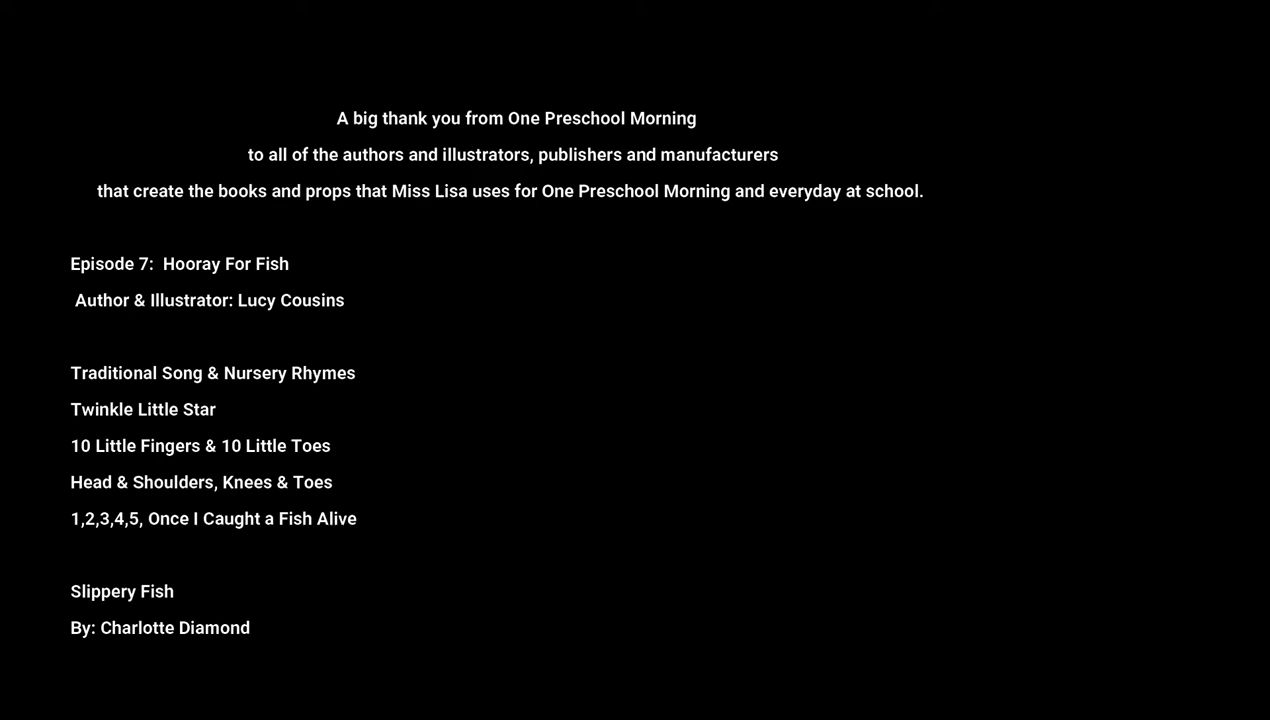 A big thank you from One Preschool Morning
to all of the authors and illustrators, publishers and manufacturers
that create the books and props that Miss Lisa uses for One Preschool Morning and everyday at school.
Episode 7:  Hooray For Fish
Author & Illustrator: Lucy Cousins
Traditional Song & Nursery Rhymes
Twinkle Little Star
10 Little Fingers & 10 Little Toes
Head & Shoulders, Knees & Toes
1,2,3,4,5, Once I Caught a Fish Alive
Slippery Fish
By: Charlotte Diamond